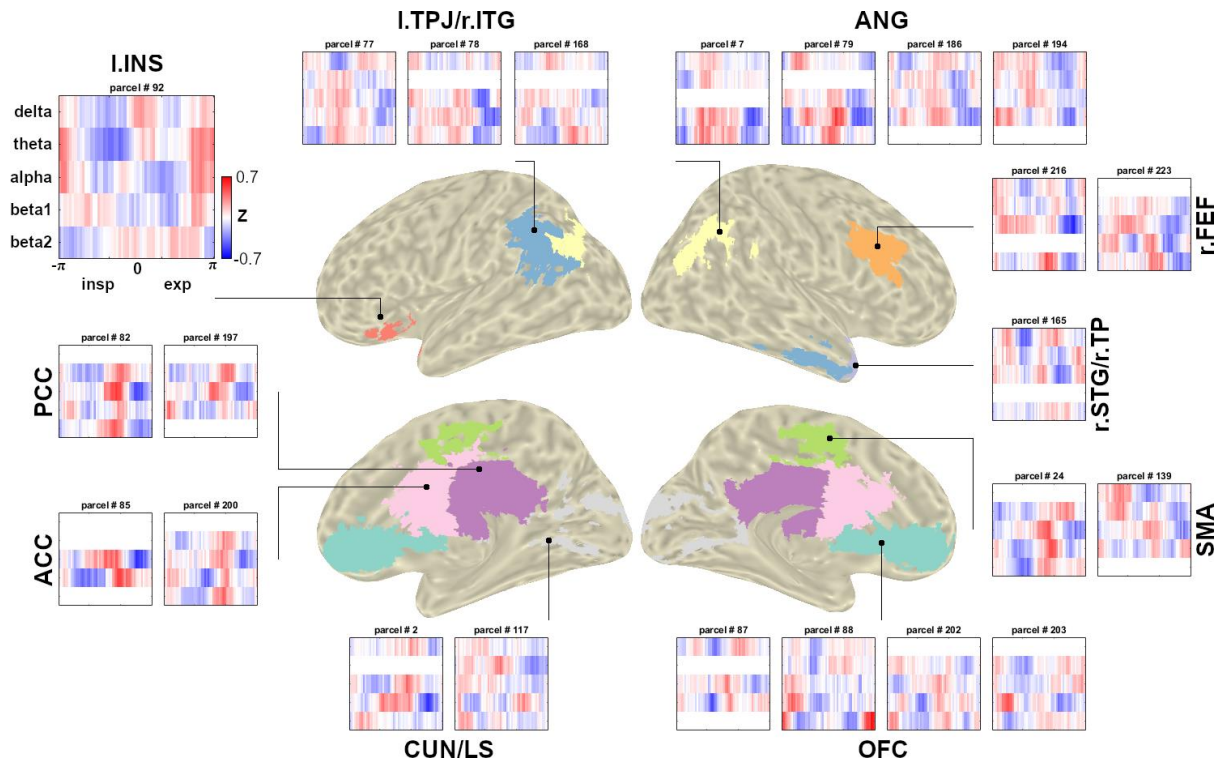 l.TPJ/r.ITG
ANG
parcel # 77
parcel # 78
parcel # 168
parcel # 7
parcel # 79
parcel # 186
parcel # 194
l.INS
parcel # 92
delta
theta
alpha
beta1
beta2
0.7
z
-0.7
-π
0
π
insp
exp
parcel # 216
parcel # 223
r.FEF
parcel # 165
r.STG/r.TP
PCC
parcel # 82
parcel # 197
ACC
parcel # 85
parcel # 200
parcel # 24
parcel # 139
SMA
parcel # 2
parcel # 117
CUN/LS
parcel # 87
parcel # 88
parcel # 202
parcel # 203
OFC